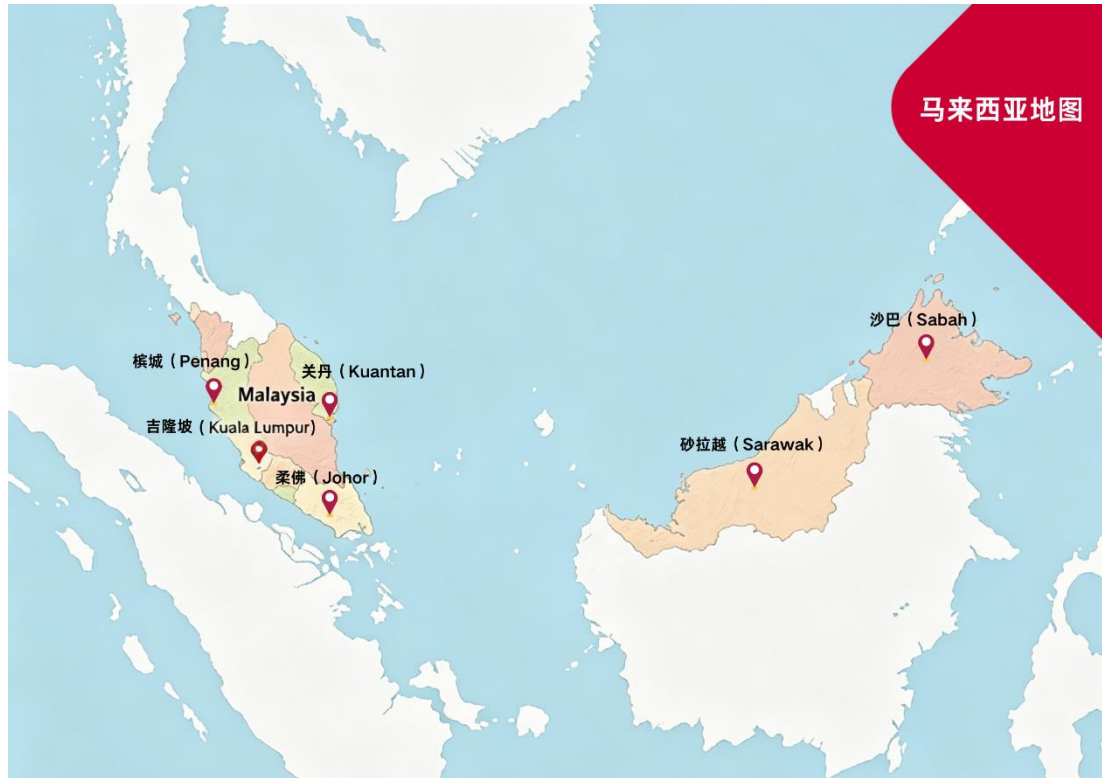 马来西亚地图
沙巴（Sabah）
槟城（Penang）
关丹（Kuantan）
Malaysia
吉隆坡（Kuala Lumpur）
砂拉越（Sarawak）
柔佛（Johor）